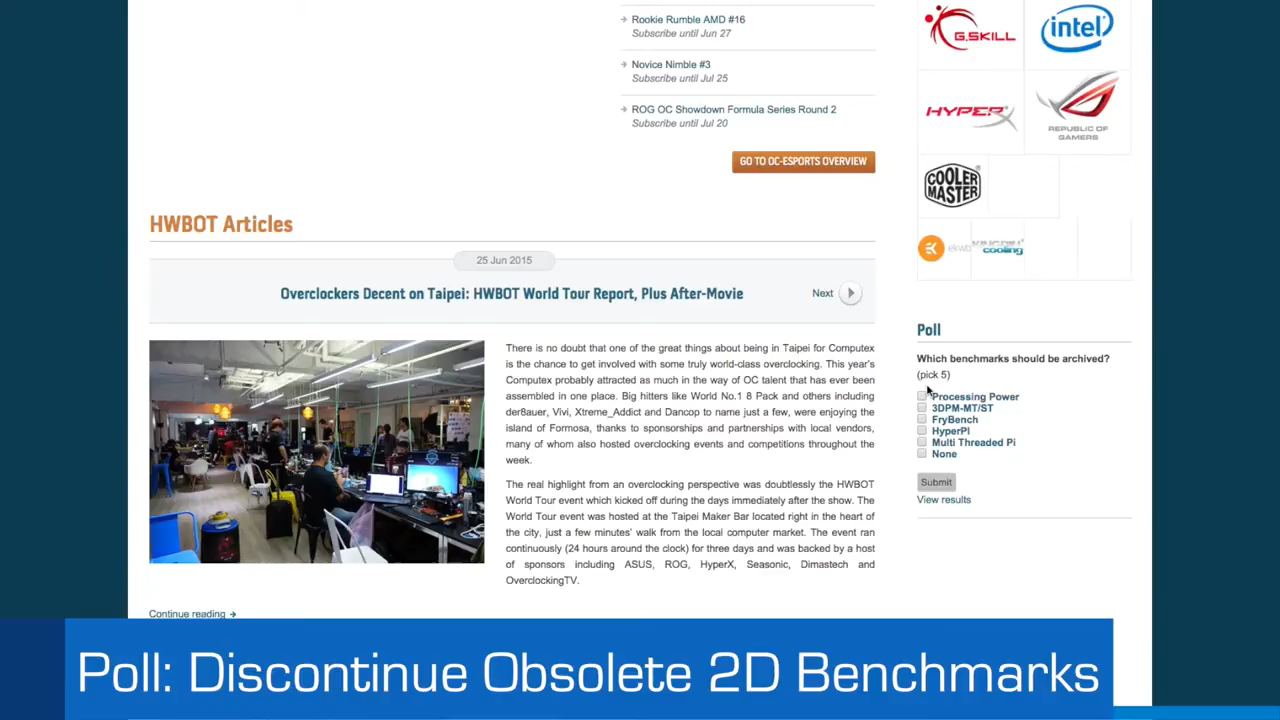 Rookie Rumble AMD #16
Subscribe until Jun 27
Novice Nimble #3
Subscribe until Jul 25
ROG OC Showdown Formula Series Round 2
Subscribe until Jul 20
GO TO OC-ESPORTS OVERVIEW
G.SKILL
intel
HYPERX
REPUBLIC OF
GAMERS
COOLER
MASTER
ekwb
KINGPIN
cooling
HWBOT Articles
25 Jun 2015
Overclockers Decent on Taipei: HWBOT World Tour Report, Plus After-Movie
Next
There is no doubt that one of the great things about being in Taipei for Computex
is the chance to get involved with some truly world-class overclocking. This year's
Computex probably attracted as much in the way of OC talent that has ever been
assembled in one place. Big hitters like World No.1 8 Pack and others including
der8auer, Vivi, Xtreme_Addict and Dancop to name just a few, were enjoying the
island of Formosa, thanks to sponsorships and partnerships with local vendors,
many of whom also hosted overclocking events and competitions throughout the
week.
The real highlight from an overclocking perspective was doubtlessly the HWBOT
World Tour event which kicked off during the days immediately after the show. The
World Tour event was hosted at the Taipei Maker Bar located right in the heart of
the city, just a few minutes' walk from the local computer market. The event ran
continuously (24 hours around the clock) for three days and was backed by a host
of sponsors including ASUS, ROG, HyperX, Seasonic, Dimastech and
OverclockingTV.
Continue reading
Poll
Which benchmarks should be archived?
(pick 5)
Processing Power
3DPM-MT/ST
FryBench
HyperPI
Multi Threaded Pi
None
Submit
View results
Poll: Discontinue Obsolete 2D Benchmarks